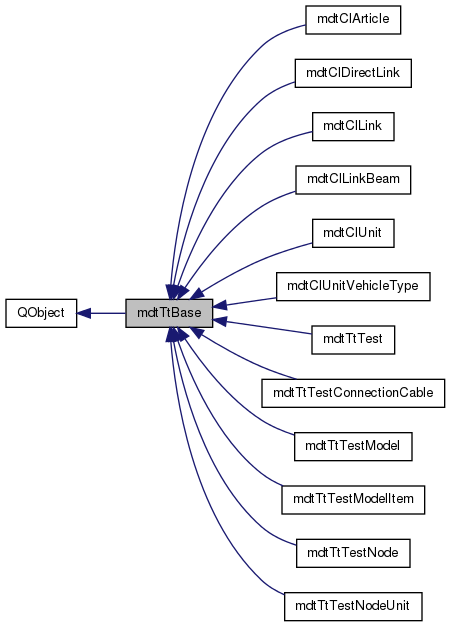 mdtClArticle
mdtClDirectLink
mdtClLink
mdtClLinkBeam
mdtClUnit
mdtClUnitVehicleType
QObject
mdtTtBase
mdtTtTest
mdtTtTestConnectionCable
mdtTtTestModel
mdtTtTestModelItem
mdtTtTestNode
mdtTtTestNodeUnit